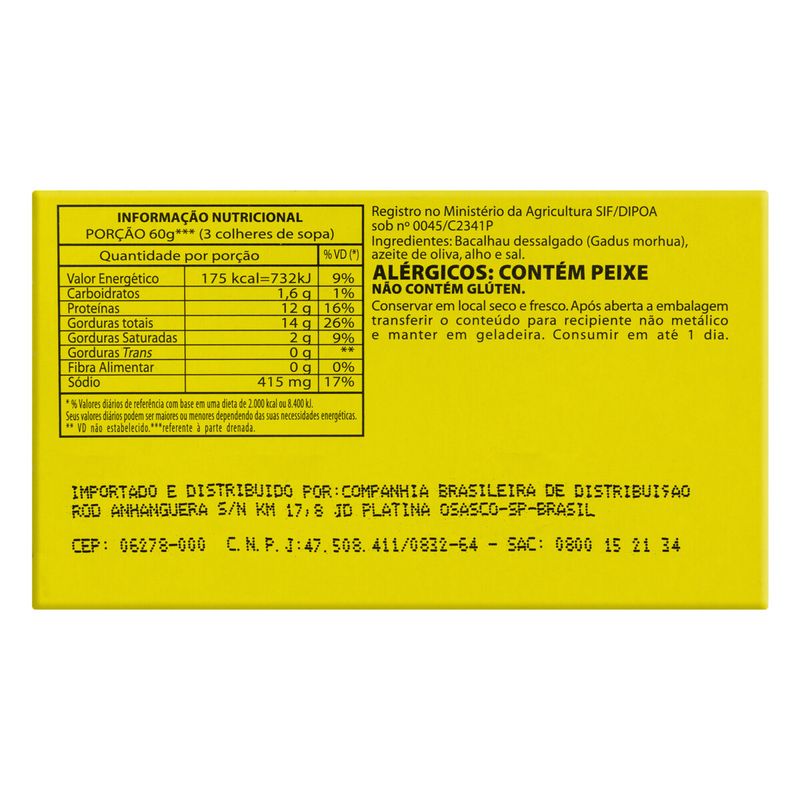 INFORMAÇÃO NUTRICIONAL
PORÇÃO 60g*** (3 colheres de sopa)
Quantidade por porção % VD (*)
Valor Energético 175 kcal=732kJ 9%
Carboidratos 1,6 g 1%
Proteínas 12 g 16%
Gorduras totais 14 g 26%
Gorduras Saturadas 2 g 9%
Gorduras Trans 0 g **
Fibra Alimentar 0 g 0%
Sódio 415 mg 17%
* % Valores diários de referência com base em uma dieta de 2.000 kcal ou 8.400 kJ.
Seus valores diários podem ser maiores ou menores dependendo das suas necessidades energéticas.
** VD não estabelecido.***referente à parte drenada.
Registro no Ministério da Agricultura SIF/DIPOA
sob nº 0045/C2341P
Ingredientes: Bacalhau dessalgado (Gadus morhua),
azeite de oliva, alho e sal.
ALÉRGICOS: CONTÉM PEIXE
NÃO CONTÉM GLÚTEN.
Conservar em local seco e fresco. Após aberta a embalagem
transferir o conteúdo para recipiente não metálico
e manter em geladeira. Consumir em até 1 dia.
IMPORTADO E DISTRIBUIDO POR:COMPANHIA BRASILEIRA DE DISTRIBUIÇAO
ROD ANHANGUERA S/N KM 17,8 JD PLATINA OSASCO-SP-BRASIL
CEP: 06278-000 C.N.P.J:47.508.411/0832-64 - SAC: 0800 15 21 34